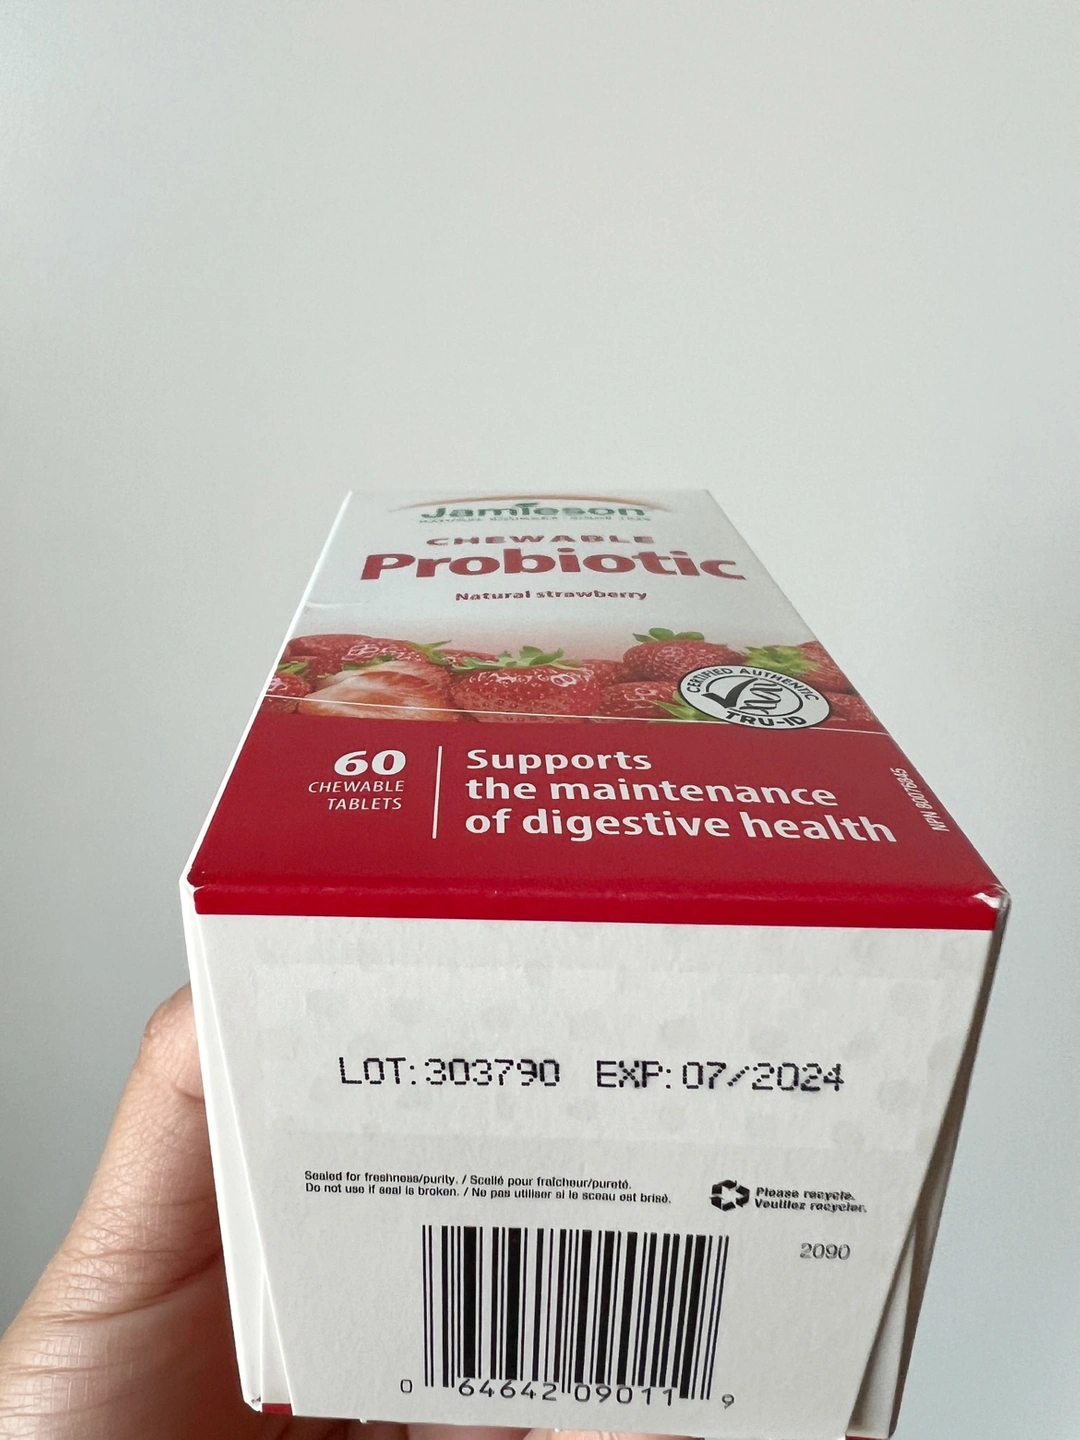 Jamieson
CHEWABLE
Probiotic
Natural strawberry
CERTIFIED AUTHENTIC
TRU-ID
60
CHEWABLE
TABLETS
Supports
the maintenance
of digestive health
NPN 80076845
LOT: 303790 EXP: 07/2024
Sealed for freshness/purity. / Scellé pour fraîcheur/pureté.
Do not use if seal is broken. / Ne pas utiliser si le sceau est brisé.
Please recycle.
Veuillez recycler.
2090
0 64642 09011 9